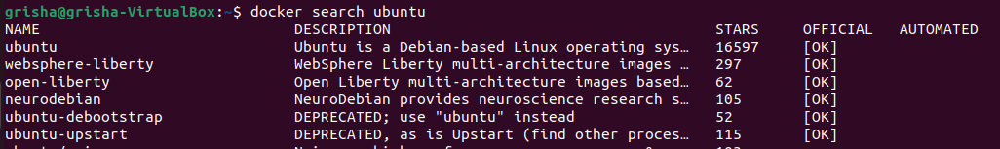 grisha@grisha-VirtualBox:~$ docker search ubuntu
NAME DESCRIPTION STARS OFFICIAL AUTOMATED
ubuntu Ubuntu is a Debian-based Linux operating sys… 16597 [OK]
websphere-liberty WebSphere Liberty multi-architecture images … 297 [OK]
open-liberty Open Liberty multi-architecture images based… 62 [OK]
neurodebian NeuroDebian provides neuroscience research s… 105 [OK]
ubuntu-debootstrap DEPRECATED; use "ubuntu" instead 52 [OK]
ubuntu-upstart DEPRECATED, as is Upstart (find other proces… 115 [OK]